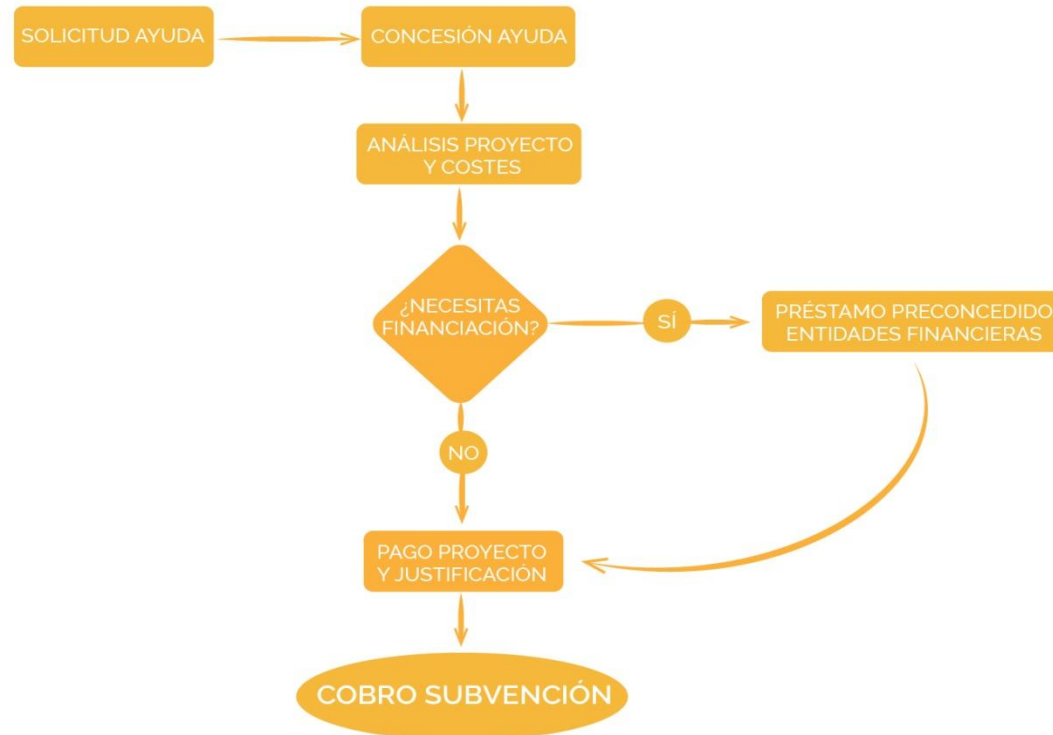 SOLICITUD AYUDA
CONCESIÓN AYUDA
ANÁLISIS PROYECTO
Y COSTES
¿NECESITAS
FINANCIACIÓN?
SÍ
PRÉSTAMO PRECONCEDIDO
ENTIDADES FINANCIERAS
NO
PAGO PROYECTO
Y JUSTIFICACIÓN
COBRO SUBVENCIÓN